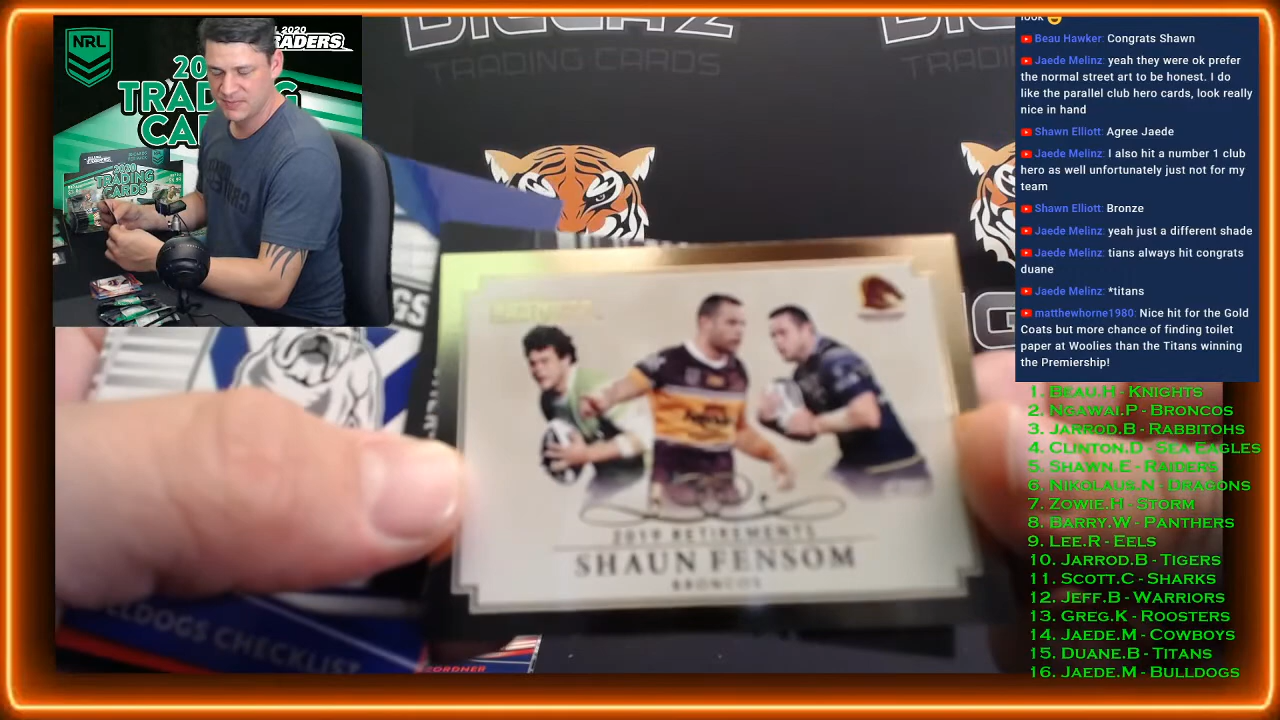 NRL
2020
TRADERS
TRADING
TRADING CARDS
look 😄
Beau Hawker: Congrats Shawn
Jaede Melinz: yeah they were ok prefer
the normal street art to be honest. I do
like the parallel club hero cards, look really
nice in hand
Shawn Elliott: Agree Jaede
Jaede Melinz: I also hit a number 1 club
hero as well unfortunately just not for my
team
Shawn Elliott: Bronze
Jaede Melinz: yeah just a different shade
Jaede Melinz: tians always hit congrats
duane
Jaede Melinz: *titans
matthewhorne1980: Nice hit for the Gold
Coats but more chance of finding toilet
paper at Woolies than the Titans winning
the Premiership!
2020
TRADING CARDS
2019 RETIREMENTS
SHAUN FENSOM
BRONCOS
CHECKLIST
1. Beau.H - Knights
2. Ngawai.P - Broncos
3. Jarrod.B - Rabbitohs
4. Clinton.D - Sea Eagles
5. Shawn.E - Raiders
6. Nikolaus.N - Dragons
7. Zowie.H - Storm
8. Barry.W - Panthers
9. Lee.R - Eels
10. Jarrod.B - Tigers
11. Scott.C - Sharks
12. Jeff.B - Warriors
13. Greg.K - Roosters
14. Jaede.M - Cowboys
15. Duane.B - Titans
16. Jaede.M - Bulldogs